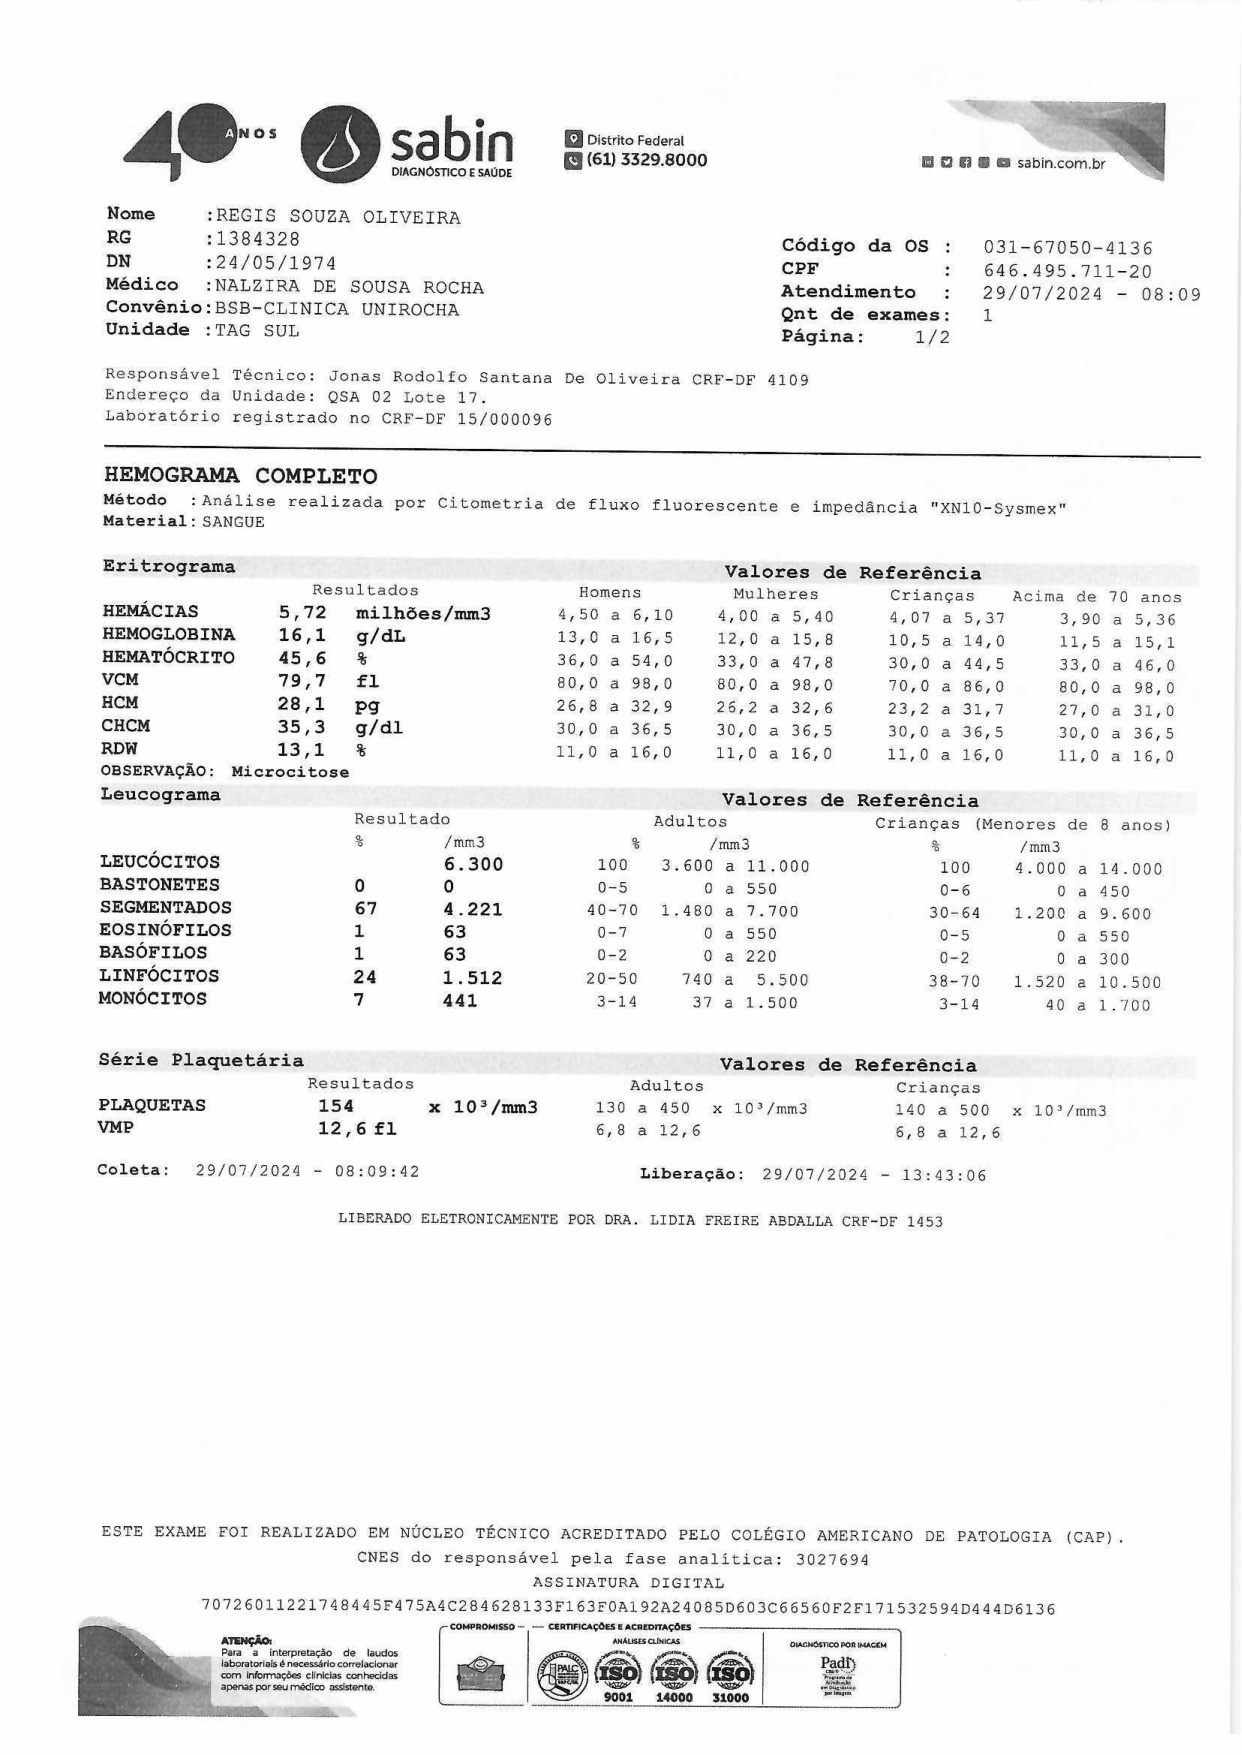 40 ANOS
sabin
DIAGNÓSTICO E SAÚDE
Distrito Federal
(61) 3329.8000
sabin.com.br
Nome :REGIS SOUZA OLIVEIRA
RG :1384328
DN :24/05/1974
Médico :NALZIRA DE SOUSA ROCHA
Convênio:BSB-CLINICA UNIROCHA
Unidade :TAG SUL
Código da OS : 031-67050-4136
CPF : 646.495.711-20
Atendimento : 29/07/2024 - 08:09
Qnt de exames: 1
Página: 1/2
Responsável Técnico: Jonas Rodolfo Santana De Oliveira CRF-DF 4109
Endereço da Unidade: QSA 02 Lote 17.
Laboratório registrado no CRF-DF 15/000096
HEMOGRAMA COMPLETO
Método :Análise realizada por Citometria de fluxo fluorescente e impedância "XN10-Sysmex"
Material:SANGUE
Eritrograma Valores de Referência
Resultados Homens Mulheres Crianças Acima de 70 anos
HEMÁCIAS 5,72 milhões/mm3 4,50 a 6,10 4,00 a 5,40 4,07 a 5,37 3,90 a 5,36
HEMOGLOBINA 16,1 g/dL 13,0 a 16,5 12,0 a 15,8 10,5 a 14,0 11,5 a 15,1
HEMATÓCRITO 45,6 % 36,0 a 54,0 33,0 a 47,8 30,0 a 44,5 33,0 a 46,0
VCM 79,7 fl 80,0 a 98,0 80,0 a 98,0 70,0 a 86,0 80,0 a 98,0
HCM 28,1 pg 26,8 a 32,9 26,2 a 32,6 23,2 a 31,7 27,0 a 31,0
CHCM 35,3 g/dl 30,0 a 36,5 30,0 a 36,5 30,0 a 36,5 30,0 a 36,5
RDW 13,1 % 11,0 a 16,0 11,0 a 16,0 11,0 a 16,0 11,0 a 16,0
OBSERVAÇÃO: Microcitose
Leucograma Valores de Referência
Resultado Adultos Crianças (Menores de 8 anos)
% /mm3 % /mm3 % /mm3
LEUCÓCITOS 6.300 100 3.600 a 11.000 100 4.000 a 14.000
BASTONETES 0 0 0-5 0 a 550 0-6 0 a 450
SEGMENTADOS 67 4.221 40-70 1.480 a 7.700 30-64 1.200 a 9.600
EOSINÓFILOS 1 63 0-7 0 a 550 0-5 0 a 550
BASÓFILOS 1 63 0-2 0 a 220 0-2 0 a 300
LINFÓCITOS 24 1.512 20-50 740 a 5.500 38-70 1.520 a 10.500
MONÓCITOS 7 441 3-14 37 a 1.500 3-14 40 a 1.700
Série Plaquetária Valores de Referência
Resultados Adultos Crianças
PLAQUETAS 154 x 10³/mm3 130 a 450 x 10³/mm3 140 a 500 x 10³/mm3
VMP 12,6 fl 6,8 a 12,6 6,8 a 12,6
Coleta: 29/07/2024 - 08:09:42 Liberação: 29/07/2024 - 13:43:06
LIBERADO ELETRONICAMENTE POR DRA. LIDIA FREIRE ABDALLA CRF-DF 1453
ESTE EXAME FOI REALIZADO EM NÚCLEO TÉCNICO ACREDITADO PELO COLÉGIO AMERICANO DE PATOLOGIA (CAP).
CNES do responsável pela fase analítica: 3027694
ASSINATURA DIGITAL
70726011221748445F475A4C284628133F163F0A192A24085D603C66560F2F171532594D444D6136
ATENÇÃO:
Para a interpretação de laudos
laboratoriais é necessário correlacionar
com informações clínicas conhecidas
apenas por seu médico assistente.
COMPROMISSO
CERTIFICAÇÕES E ACREDITAÇÕES
ANÁLISES CLÍNICAS
DIAGNÓSTICO POR IMAGEM
PALC
ISO ISO ISO
9001 14000 31000
Padi